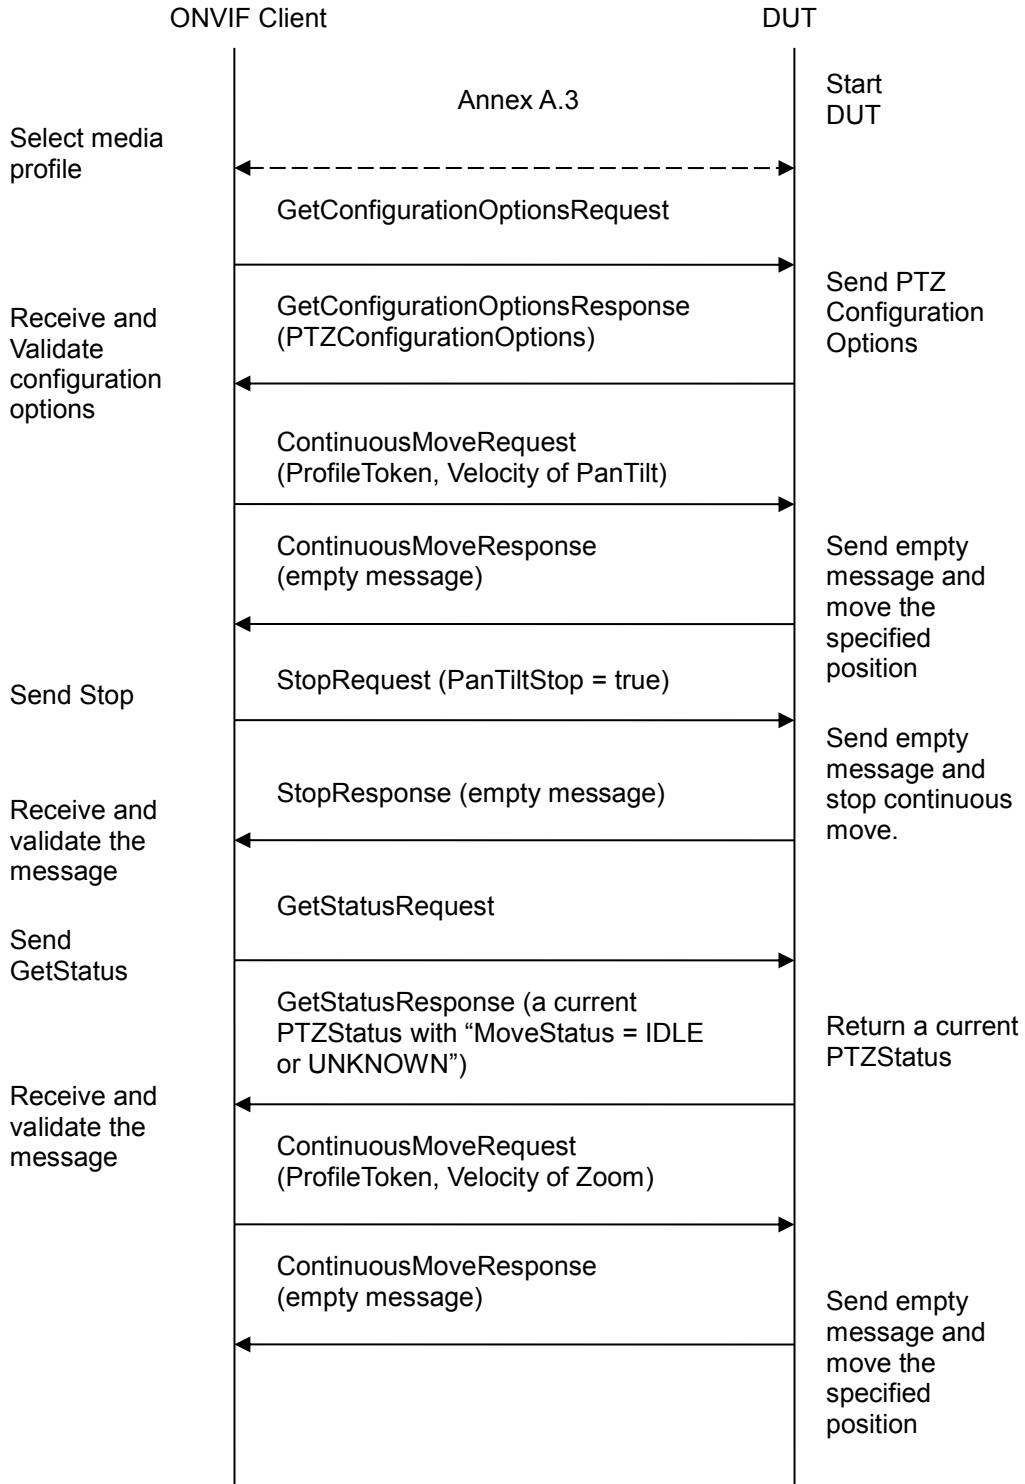 ONVIF Client
DUT
Annex A.3
Start
DUT
Select media
profile
GetConfigurationOptionsRequest
Send PTZ
Configuration
Options
GetConfigurationOptionsResponse
(PTZConfigurationOptions)
Receive and
Validate
configuration
options
ContinuousMoveRequest
(ProfileToken, Velocity of PanTilt)
ContinuousMoveResponse
(empty message)
Send empty
message and
move the
specified
position
Send Stop
StopRequest (PanTiltStop = true)
Send empty
message and
stop continuous
move.
StopResponse (empty message)
Receive and
validate the
message
GetStatusRequest
Send
GetStatus
GetStatusResponse (a current
PTZStatus with “MoveStatus = IDLE
or UNKNOWN”)
Return a current
PTZStatus
Receive and
validate the
message
ContinuousMoveRequest
(ProfileToken, Velocity of Zoom)
ContinuousMoveResponse
(empty message)
Send empty
message and
move the
specified
position